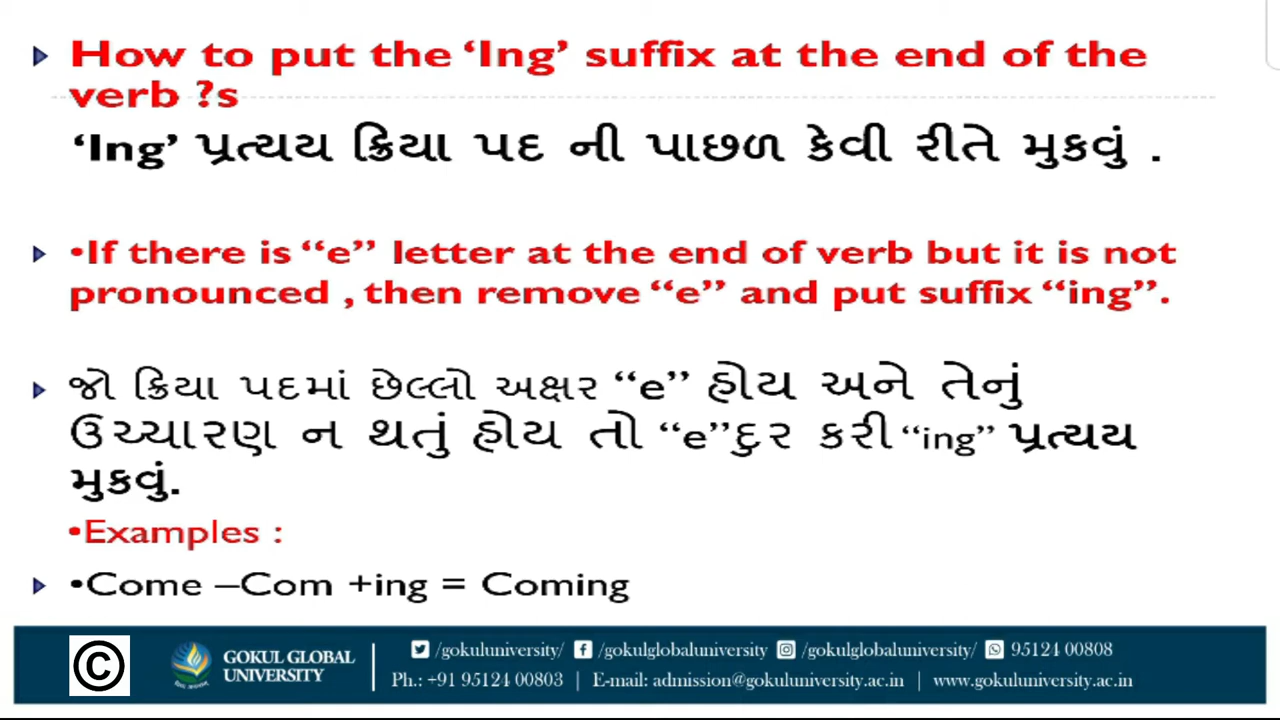 How to put the ‘Ing’ suffix at the end of the
verb ?s
‘Ing’ પ્રત્યય ક્રિયા પદ ની પાછળ કેવી રીતે મુકવું .
•If there is “e” letter at the end of verb but it is not
pronounced , then remove “e” and put suffix “ing”.
જો ક્રિયા પદમાં છેલ્લો અક્ષર “e” હોય અને તેનું
ઉચ્ચારણ ન થતું હોય તો “e”દુર કરી “ing” પ્રત્યય
મુકવું.
•Examples :
•Come –Com +ing = Coming
©
GOKUL GLOBAL
UNIVERSITY
/gokuluniversity/ /gokulglobaluniversity /gokulglobaluniversity/ 95124 00808
Ph.: +91 95124 00803 | E-mail: admission@gokuluniversity.ac.in | www.gokuluniversity.ac.in